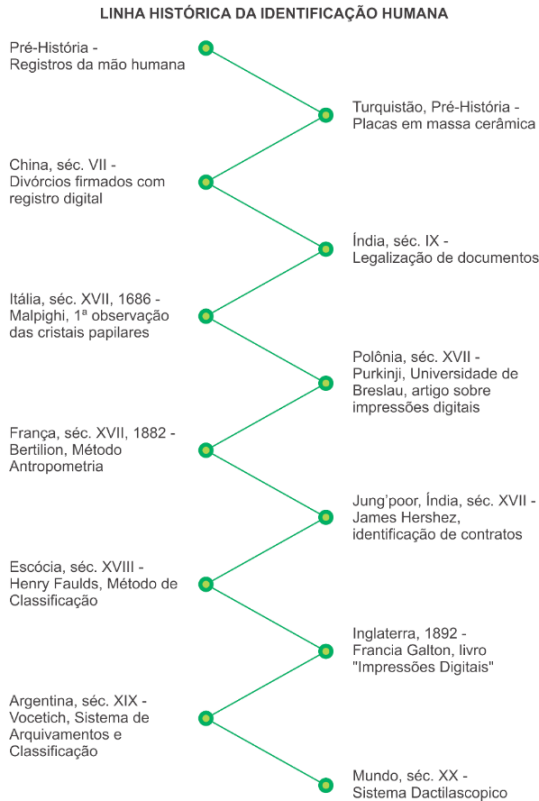 LINHA HISTÓRICA DA IDENTIFICAÇÃO HUMANA
Pré-História -
Registros da mão humana
Turquistão, Pré-História -
Placas em massa cerâmica
China, séc. VII -
Divórcios firmados com
registro digital
Índia, séc. IX -
Legalização de documentos
Itália, séc. XVII, 1686 -
Malpighi, 1ª observação
das cristais papilares
Polônia, séc. XVII -
Purkinji, Universidade de
Breslau, artigo sobre
impressões digitais
França, séc. XVII, 1882 -
Bertilion, Método
Antropometria
Jung'poor, Índia, séc. XVII -
James Hershez,
identificação de contratos
Escócia, séc. XVIII -
Henry Faulds, Método de
Classificação
Inglaterra, 1892 -
Francia Galton, livro
"Impressões Digitais"
Argentina, séc. XIX -
Vocetich, Sistema de
Arquivamentos e
Classificação
Mundo, séc. XX -
Sistema Dactilascopico